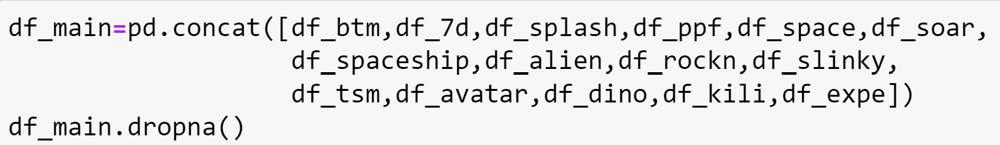 df_main=pd.concat([df_btm,df_7d,df_splash,df_ppf,df_space,df_soar,
df_spaceship,df_alien,df_rockn,df_slinky,
df_tsm,df_avatar,df_dino,df_kili,df_expe])
df_main.dropna()